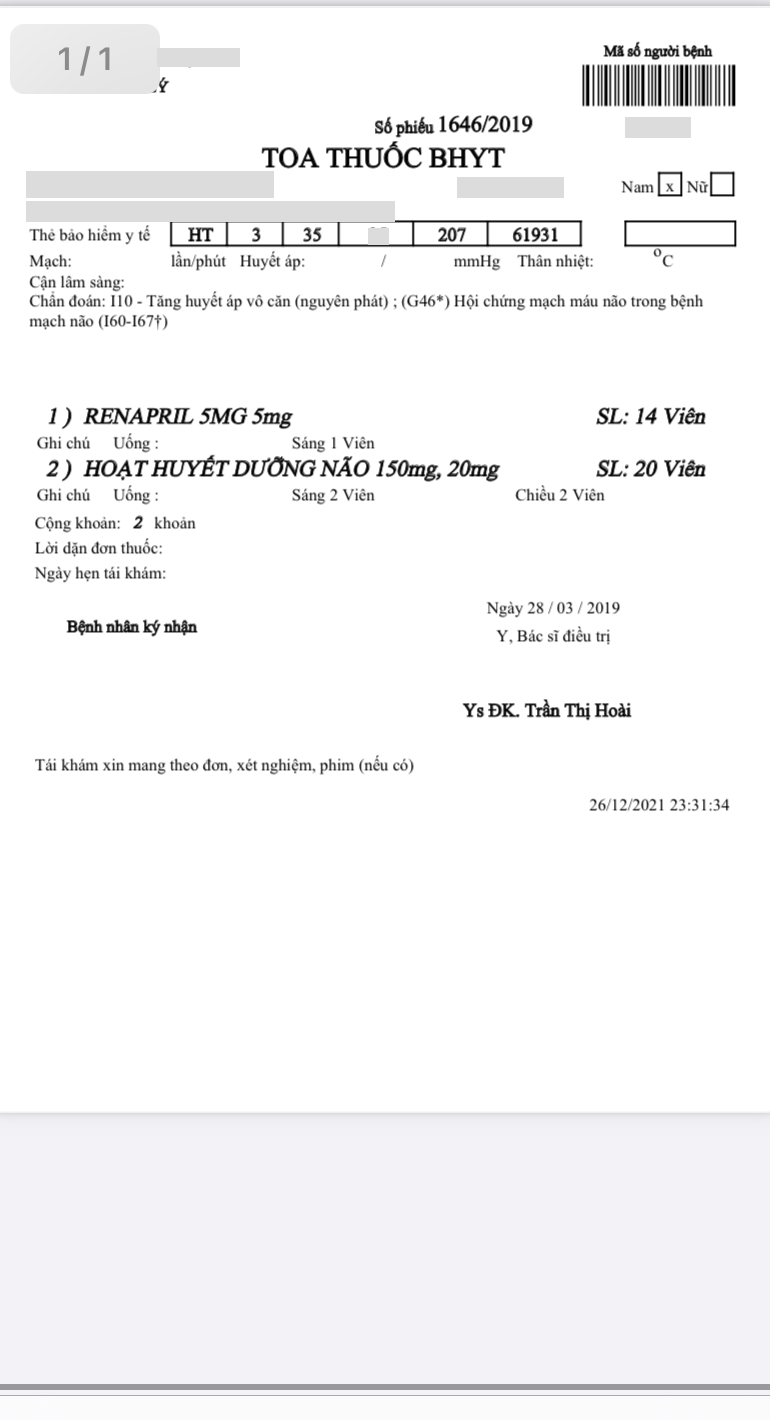 1/1
Ý
Mã số người bệnh
Số phiếu 1646/2019
TOA THUỐC BHYT
Nam x Nữ
Thẻ bảo hiểm y tế HT 3 35 207 61931
Mạch: lần/phút Huyết áp: / mmHg Thân nhiệt: °C
Cận lâm sàng:
Chẩn đoán: I10 - Tăng huyết áp vô căn (nguyên phát) ; (G46*) Hội chứng mạch máu não trong bệnh
mạch não (I60-I67†)
1 ) RENAPRIL 5MG 5mg SL: 14 Viên
Ghi chú Uống : Sáng 1 Viên
2 ) HOẠT HUYẾT DƯỠNG NÃO 150mg, 20mg SL: 20 Viên
Ghi chú Uống : Sáng 2 Viên Chiều 2 Viên
Cộng khoản: 2 khoản
Lời dặn đơn thuốc:
Ngày hẹn tái khám:
Ngày 28 / 03 / 2019
Bệnh nhân ký nhận
Y, Bác sĩ điều trị
Ys ĐK. Trần Thị Hoài
Tái khám xin mang theo đơn, xét nghiệm, phim (nếu có)
26/12/2021 23:31:34